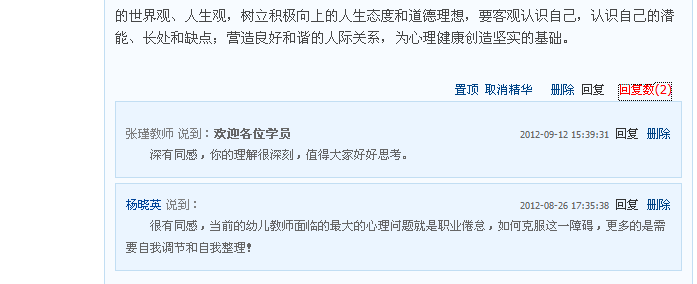 的世界观、人生观，树立积极向上的人生态度和道德理想，要客观认识自己，认识自己的潜
能、长处和缺点；营造良好和谐的人际关系，为心理健康创造坚实的基础。
置顶 取消精华 删除 回复 回复数(2)
张瑾教师 说到：欢迎各位学员 2012-09-12 15:39:31 回复 删除
深有同感，你的理解很深刻，值得大家好好思考。
杨晓英 说到： 2012-08-26 17:35:38 回复 删除
很有同感，当前的幼儿教师面临的最大的心理问题就是职业倦怠，如何克服这一障碍，更多的是需
要自我调节和自我整理！